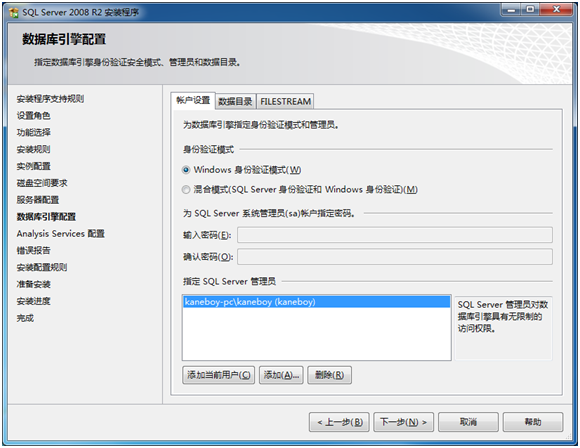 SQL Server 2008 R2 安装程序
数据库引擎配置
指定数据库引擎身份验证安全模式、管理员和数据目录。
安装程序支持规则
设置角色
功能选择
安装规则
实例配置
磁盘空间要求
服务器配置
数据库引擎配置
Analysis Services 配置
错误报告
安装配置规则
准备安装
安装进度
完成
帐户设置 数据目录 FILESTREAM
为数据库引擎指定身份验证模式和管理员。
身份验证模式
Windows 身份验证模式(W)
混合模式(SQL Server 身份验证和 Windows 身份验证)(M)
为 SQL Server 系统管理员(sa)帐户指定密码。
输入密码(E):
确认密码(O):
指定 SQL Server 管理员
kaneboy-pc\kaneboy (kaneboy)
SQL Server 管理员对数
据库引擎具有无限制的
访问权限。
添加当前用户(C) 添加(A)... 删除(R)
< 上一步(B) 下一步(N) > 取消 帮助